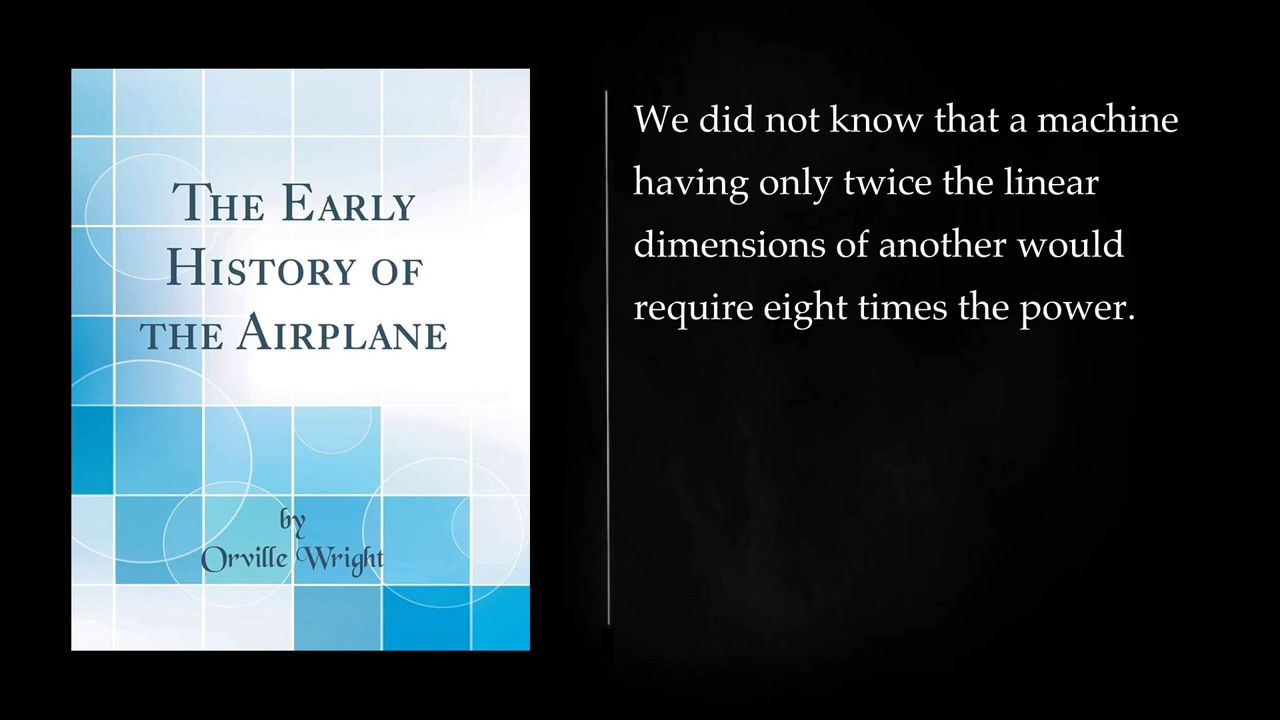 The Early
History of
the Airplane
by
Orville Wright
We did not know that a machine
having only twice the linear
dimensions of another would
require eight times the power.